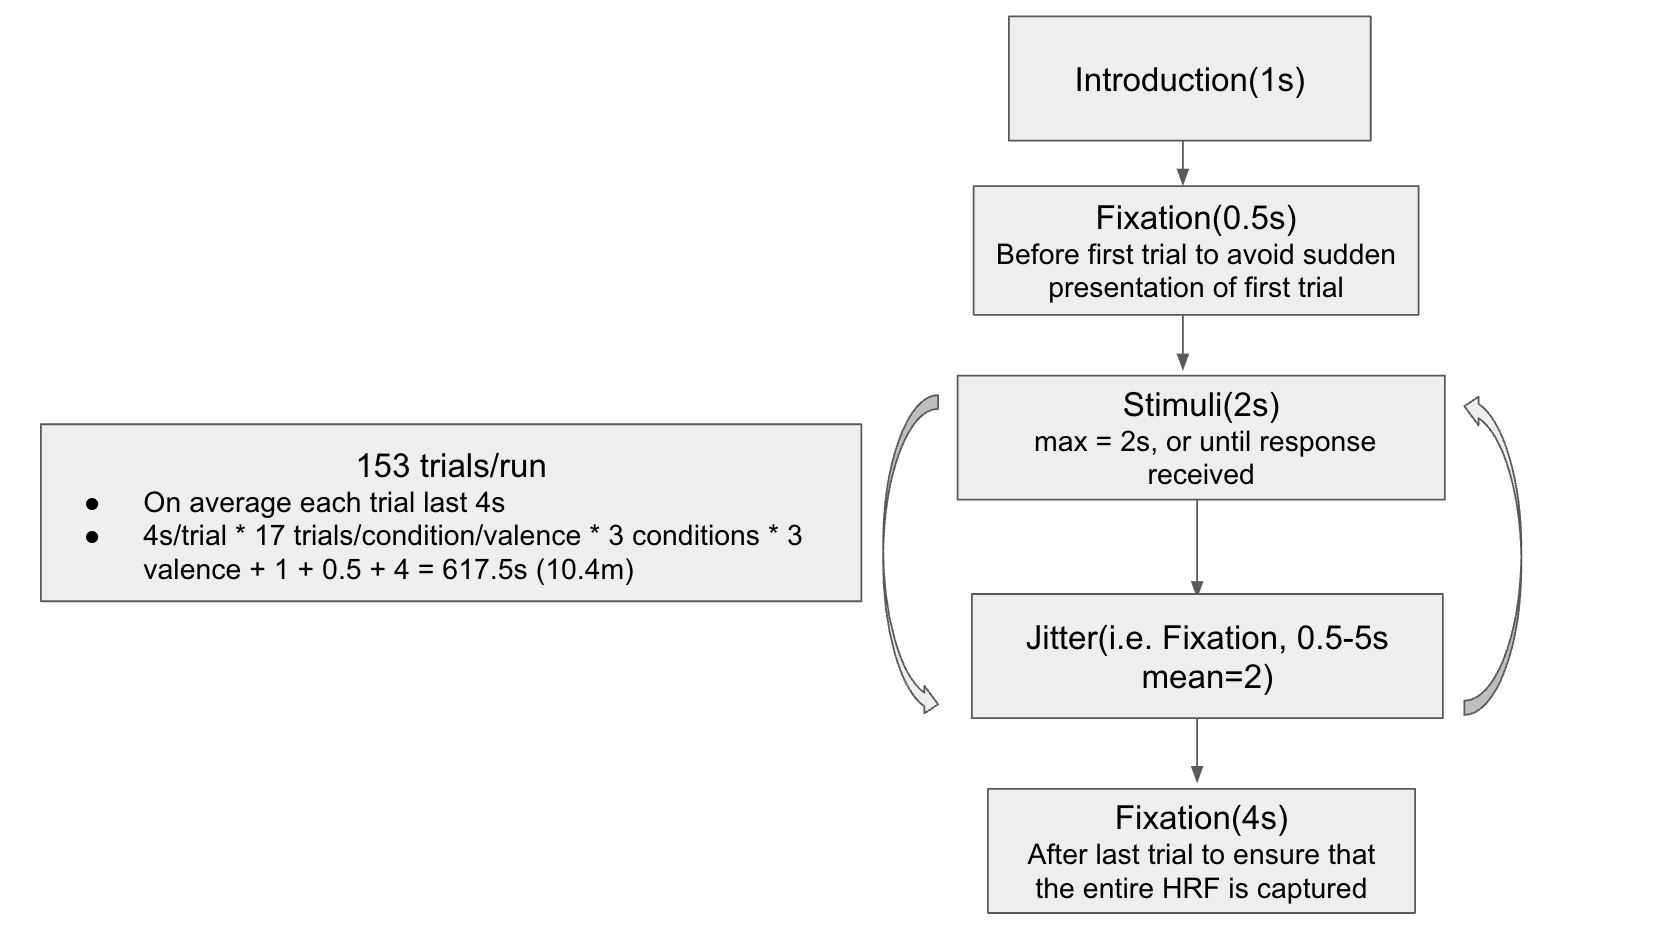 Introduction(1s)
Fixation(0.5s)
Before first trial to avoid sudden
presentation of first trial
Stimuli(2s)
max = 2s, or until response
received
153 trials/run
● On average each trial last 4s
● 4s/trial * 17 trials/condition/valence * 3 conditions * 3
valence + 1 + 0.5 + 4 = 617.5s (10.4m)
Jitter(i.e. Fixation, 0.5-5s
mean=2)
Fixation(4s)
After last trial to ensure that
the entire HRF is captured